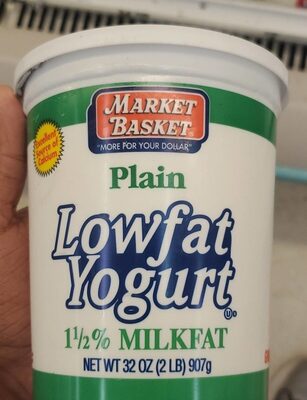 MARKET
BASKET
"MORE FOR YOUR DOLLAR"
Excellent
Source of
Calcium
Plain
Lowfat
Yogurt
U
1½% MILKFAT
NET WT 32 OZ (2 LB) 907g